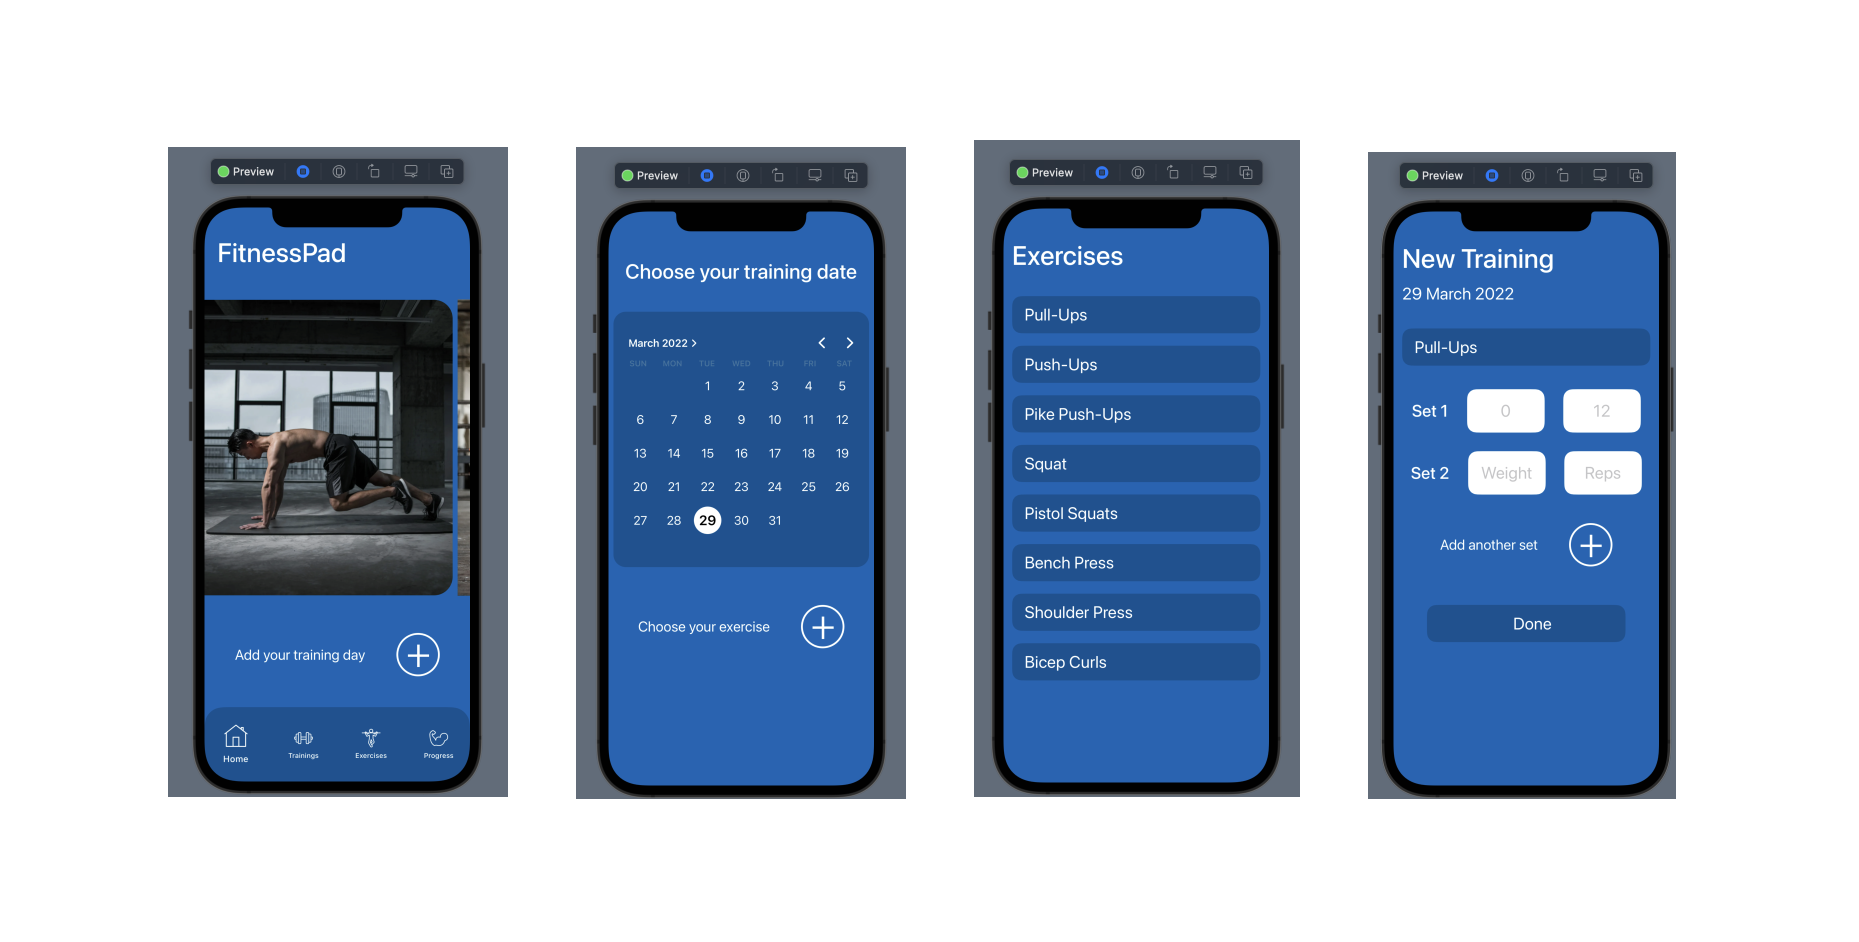 Preview
FitnessPad
Add your training day
Home
Trainings
Exercises
Progress
Preview
Choose your training date
March 2022
SUN MON TUE WED THU FRI SAT
1 2 3 4 5
6 7 8 9 10 11 12
13 14 15 16 17 18 19
20 21 22 23 24 25 26
27 28 29 30 31
Choose your exercise
Preview
Exercises
Pull-Ups
Push-Ups
Pike Push-Ups
Squat
Pistol Squats
Bench Press
Shoulder Press
Bicep Curls
Preview
New Training
29 March 2022
Pull-Ups
Set 1 0 12
Set 2 Weight Reps
Add another set
Done